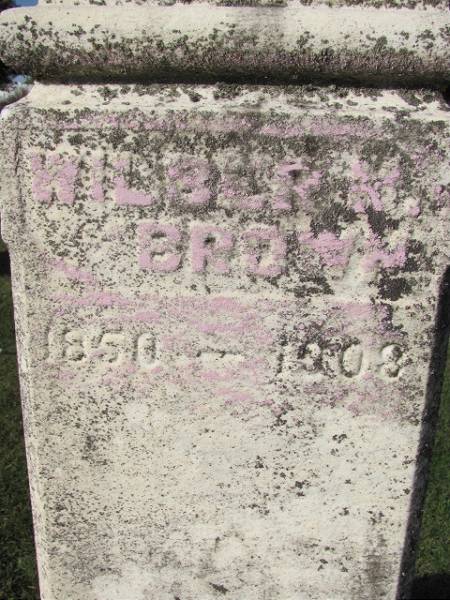 WILBER M.
BROWN
1850 — 1908